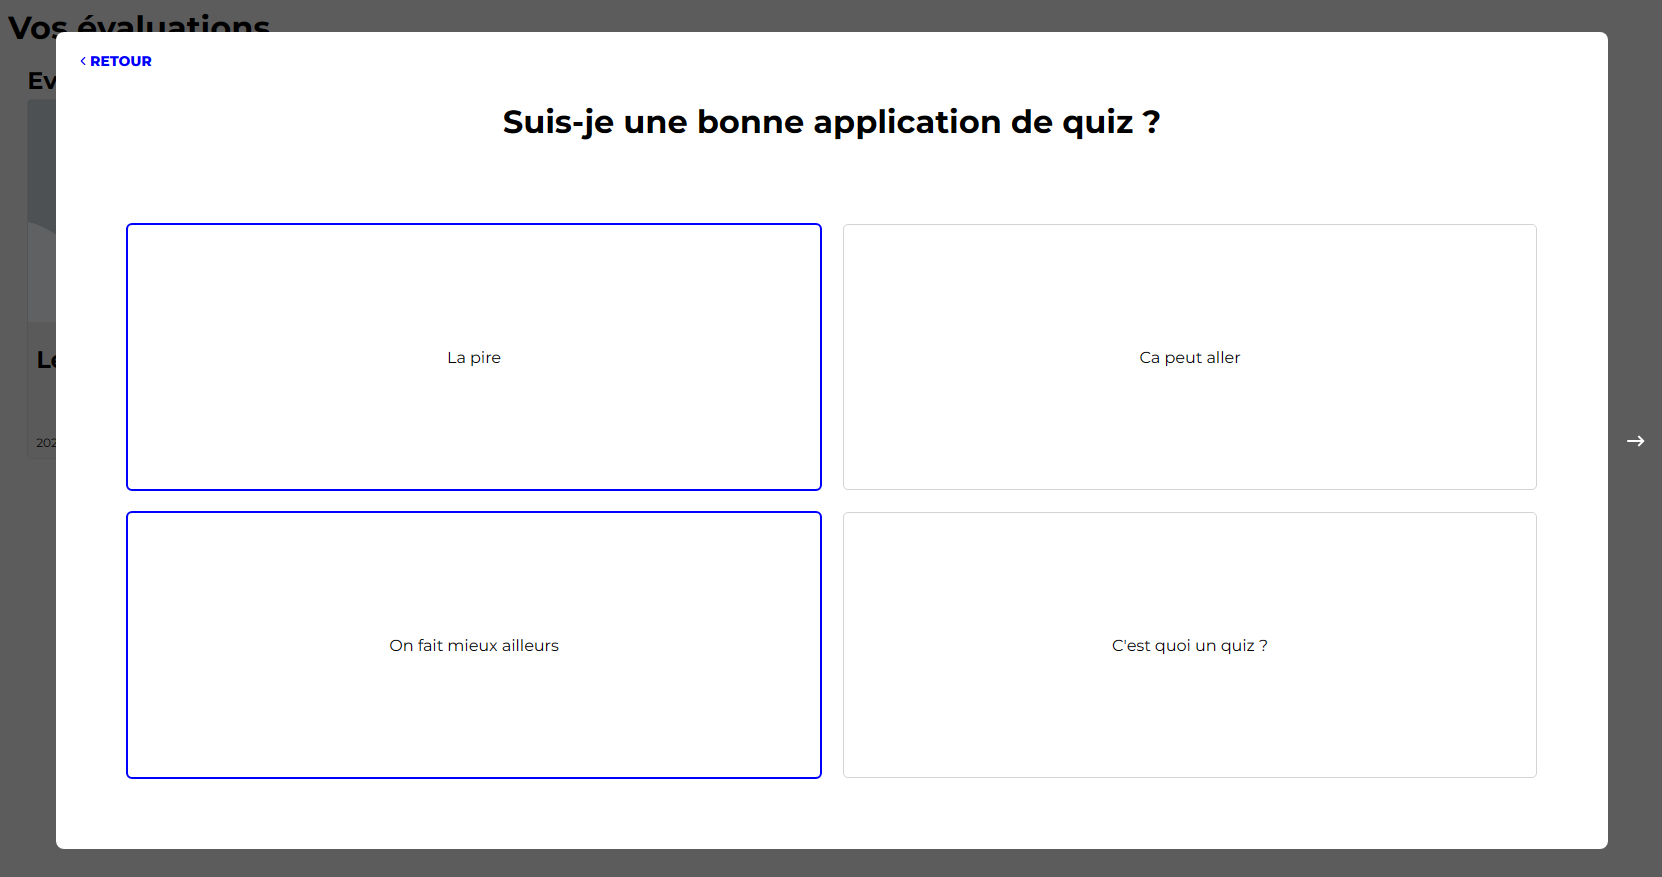 Vos évaluations
RETOUR
Ev
Suis-je une bonne application de quiz ?
La pire
Ca peut aller
Le
202
On fait mieux ailleurs
C'est quoi un quiz ?